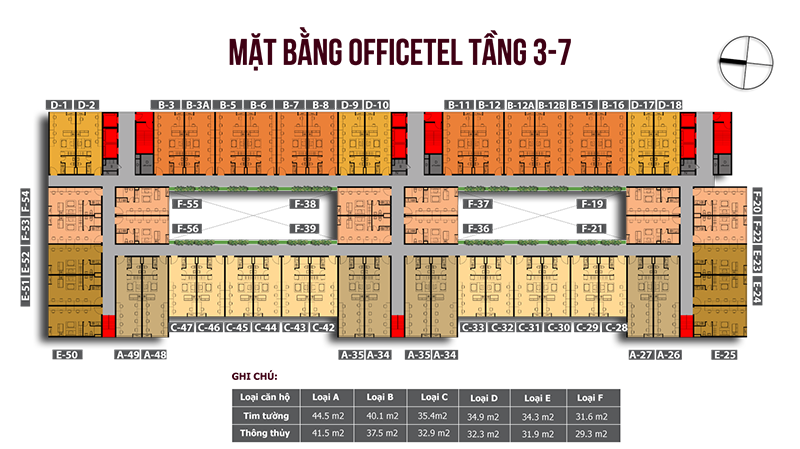 MẶT BẰNG OFFICETEL TẦNG 3-7
D-1 D-2 B-3 B-3A B-5 B-6 B-7 B-8 D-9 D-10 B-11 B-12 B-12A B-12B B-15 B-16 D-17 D-18
F-54 F-55 F-38 F-37 F-19 F-20
F-53 F-56 F-39 F-36 F-21 F-22
E-52 E-23
E-51 E-24
C-47 C-46 C-45 C-44 C-43 C-42 C-33 C-32 C-31 C-30 C-29 C-28
E-50 A-49 A-48 A-35 A-34 A-35 A-34 A-27 A-26 E-25
GHI CHÚ:
Loại căn hộ Loại A Loại B Loại C Loại D Loại E Loại F
Tim tường 44.5 m2 40.1 m2 35.4m2 34.9 m2 34.3 m2 31.6 m2
Thông thủy 41.5 m2 37.5 m2 32.9 m2 32.3 m2 31.9 m2 29.3 m2